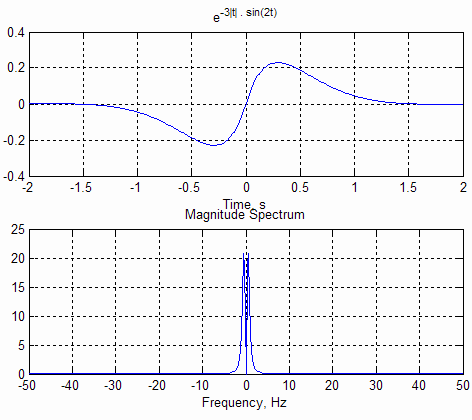 e-3|t| . sin(2t)
0.4
0.2
0
-0.2
-0.4
-2 -1.5 -1 -0.5 0 0.5 1 1.5 2
Time, s
Magnitude Spectrum
25
20
15
10
5
0
-50 -40 -30 -20 -10 0 10 20 30 40 50
Frequency, Hz